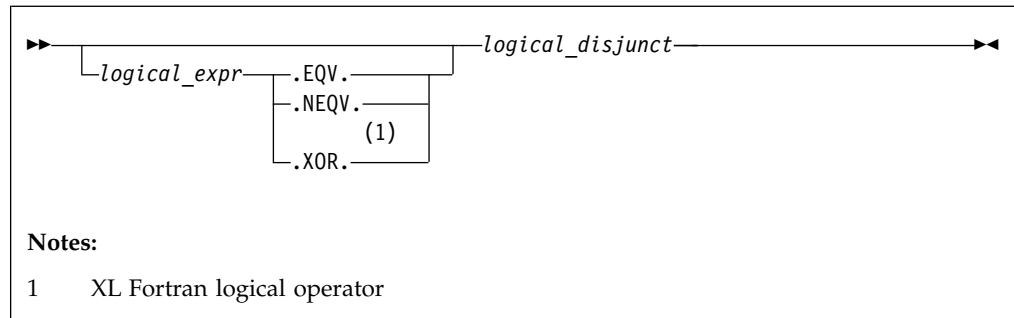 logical_disjunct
logical_expr .EQV.
.NEQV.
(1)
.XOR.
Notes:
1 XL Fortran logical operator